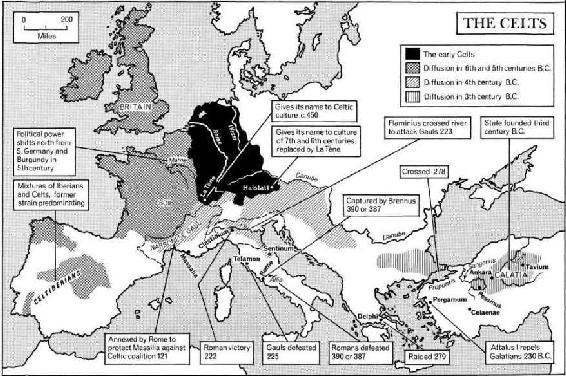 THE CELTS
0 200
Miles
The early Celts
Diffusion in 6th and 5th centuries B.C.
Diffusion in 4th century B.C.
Diffusion in 3rd century B.C.
BRITAIN
Gives its name to Celtic
culture c.450
Gives its name to culture
of 7th and 6th centuries
replaced by La Tène
Flaminius crossed river
to attack Gauls 223
State founded third
century B.C.
Political power
shifts north from
S. Germany and
Burgundy in
5th century
Mixtures of Iberians
and Celts, former
strain predominating
Marne
Rhine
La Tène
Hallstatt
Danube
Captured by Brennus
390 or 387
Crossed 278
Danube
CELTIBERIANS
Massilia
Clastidium
Telamon
Sentinum
Rome
Allia
Delphi
Ankara
GALATIA
Tavium
Pessinus
Pergamum
Celaenae
Annexed by Rome to
protect Massilia against
Celtic coalition 121
Roman victory
222
Gauls defeated
225
Romans defeated
390 or 387
Raided 279
Attalus I repels
Galatians 230 B.C.